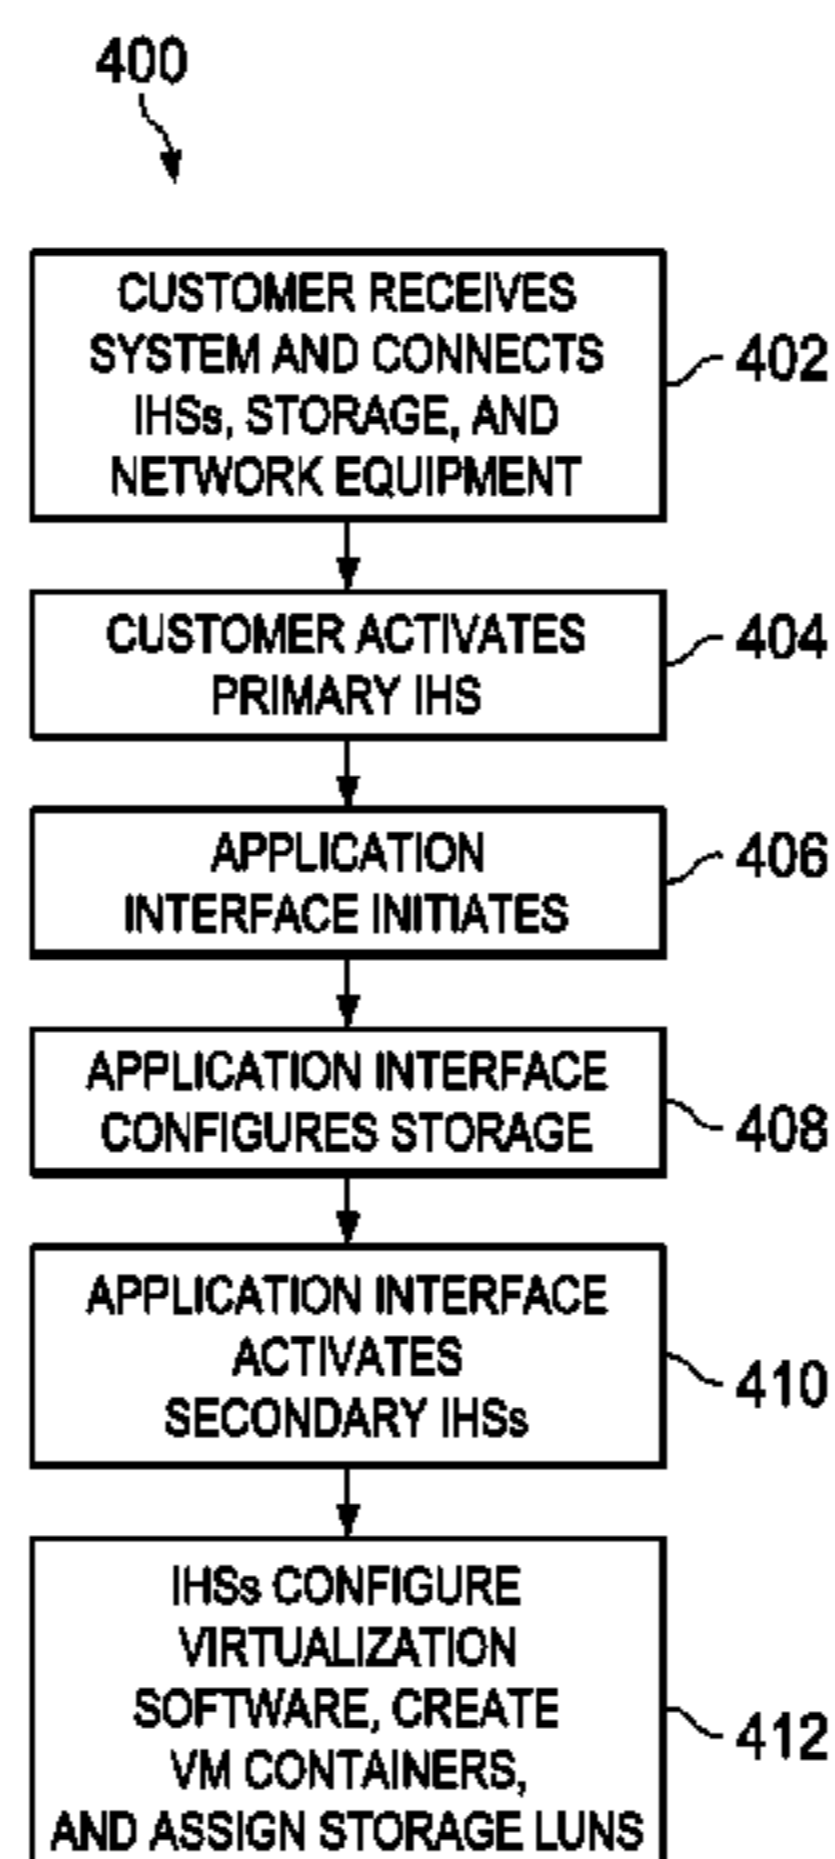 400
CUSTOMER RECEIVES
SYSTEM AND CONNECTS
IHSs, STORAGE, AND
NETWORK EQUIPMENT
402
CUSTOMER ACTIVATES
PRIMARY IHS
404
APPLICATION
INTERFACE INITIATES
406
APPLICATION INTERFACE
CONFIGURES STORAGE
408
APPLICATION INTERFACE
ACTIVATES
SECONDARY IHSs
410
IHSs CONFIGURE
VIRTUALIZATION
SOFTWARE, CREATE
VM CONTAINERS,
AND ASSIGN STORAGE LUNS
412